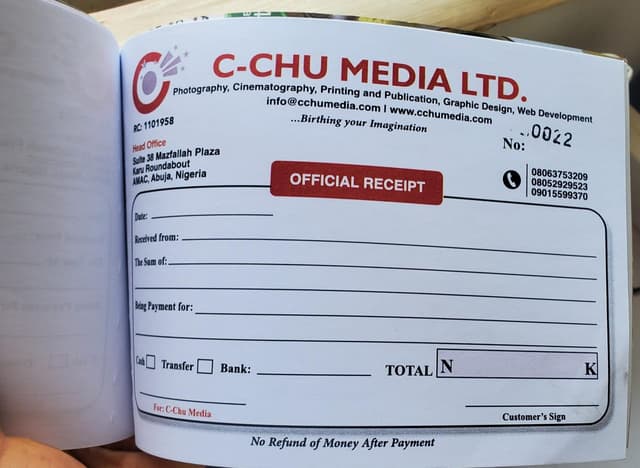 C-CHU MEDIA LTD.
Photography, Cinematography, Printing and Publication, Graphic Design, Web Development
info@cchumedia.com | www.cchumedia.com
...Birthing your Imagination
RC: 1101958
No: 0022
Head Office
Suite 38 Mazfallah Plaza
Karu Roundabout
AMAC, Abuja, Nigeria
08063753209
08052929523
09015599370
OFFICIAL RECEIPT
Date:
Received from:
The Sum of:
Being Payment for:
Cash Transfer Bank: TOTAL N K
For: C-Chu Media
Customer's Sign
No Refund of Money After Payment